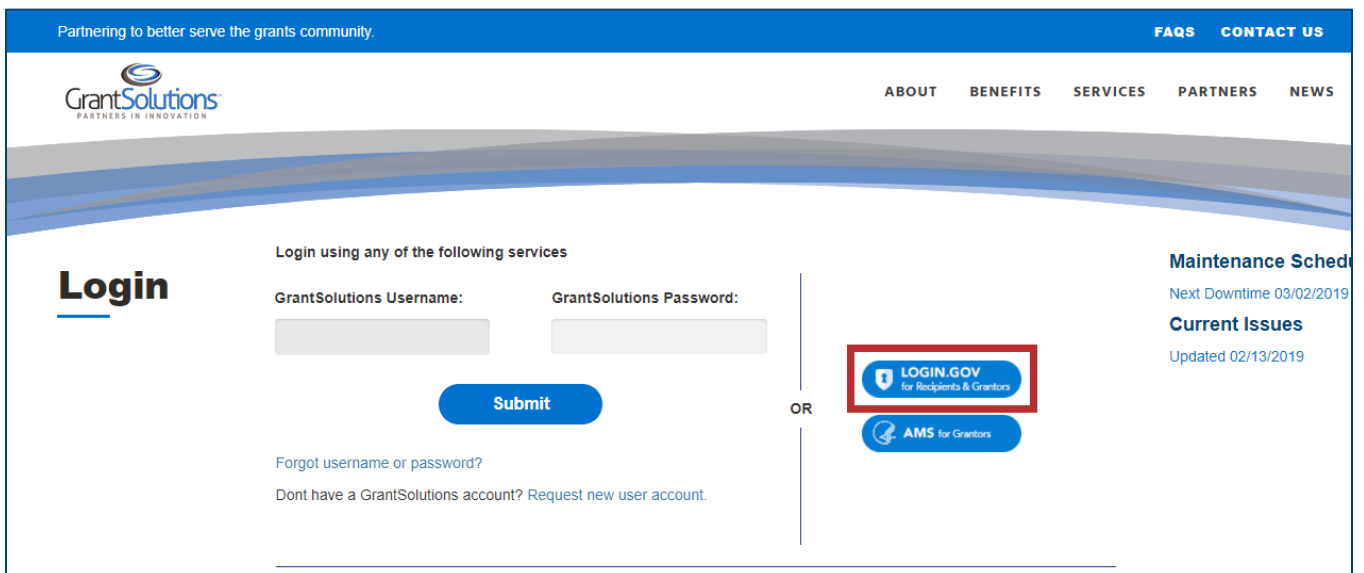 Partnering to better serve the grants community.
FAQS CONTACT US
GrantSolutions
PARTNERS IN INNOVATION
ABOUT BENEFITS SERVICES PARTNERS NEWS
Login
Login using any of the following services
GrantSolutions Username: GrantSolutions Password:
Submit
Forgot username or password?
Dont have a GrantSolutions account? Request new user account.
OR
LOGIN.GOV
for Recipients & Grantors
AMS for Grantors
Maintenance Schedu
Next Downtime 03/02/2019
Current Issues
Updated 02/13/2019